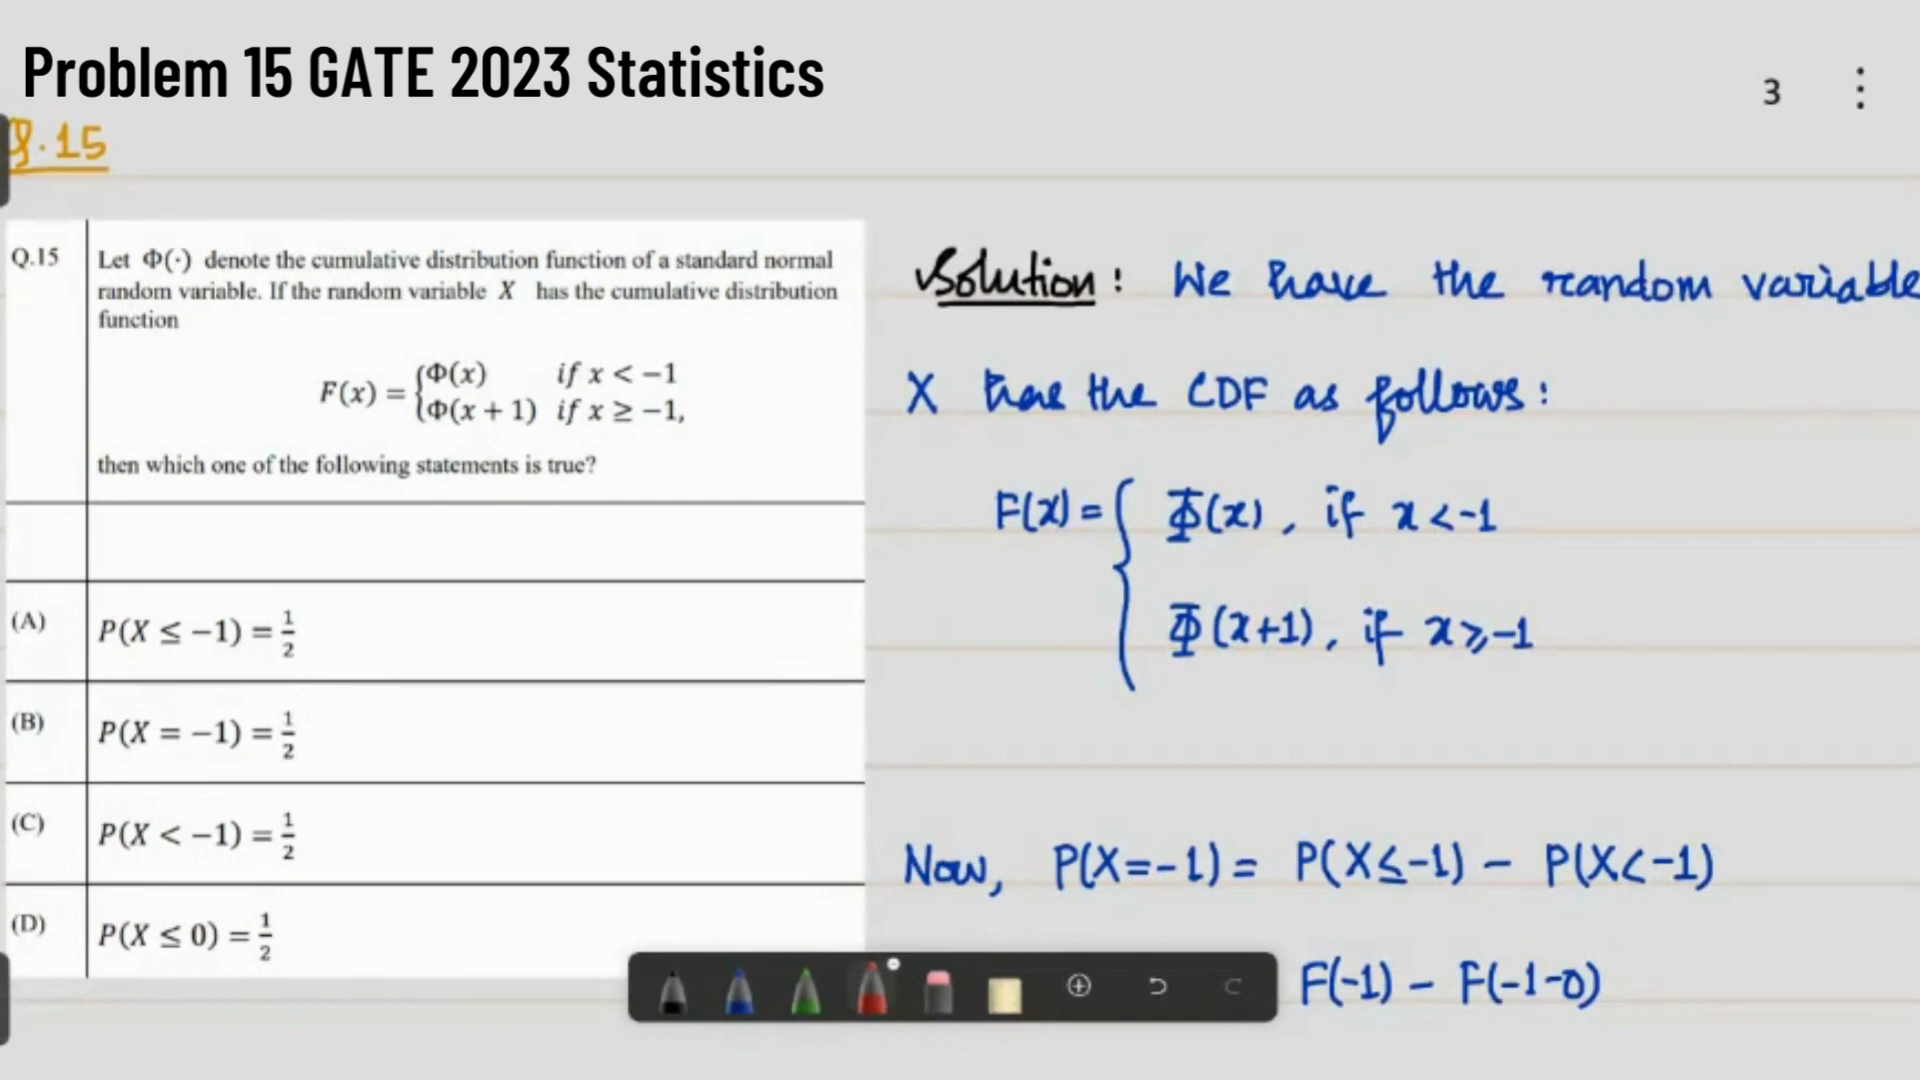 Problem 15 GATE 2023 Statistics
3
Q.15
Q.15 Let Φ(·) denote the cumulative distribution function of a standard normal
random variable. If the random variable X has the cumulative distribution
function
F(x) = {Φ(x) if x < −1
Φ(x + 1) if x ≥ −1,
then which one of the following statements is true?
(A) P(X ≤ −1) = 1/2
(B) P(X = −1) = 1/2
(C) P(X < −1) = 1/2
(D) P(X ≤ 0) = 1/2
Solution: We have the random variable
X has the CDF as follows:
F(x) = { Φ(x), if x < -1
Φ(x+1), if x ≥ -1
Now, P(X=-1) = P(X≤-1) - P(X<-1)
F(-1) - F(-1-0)